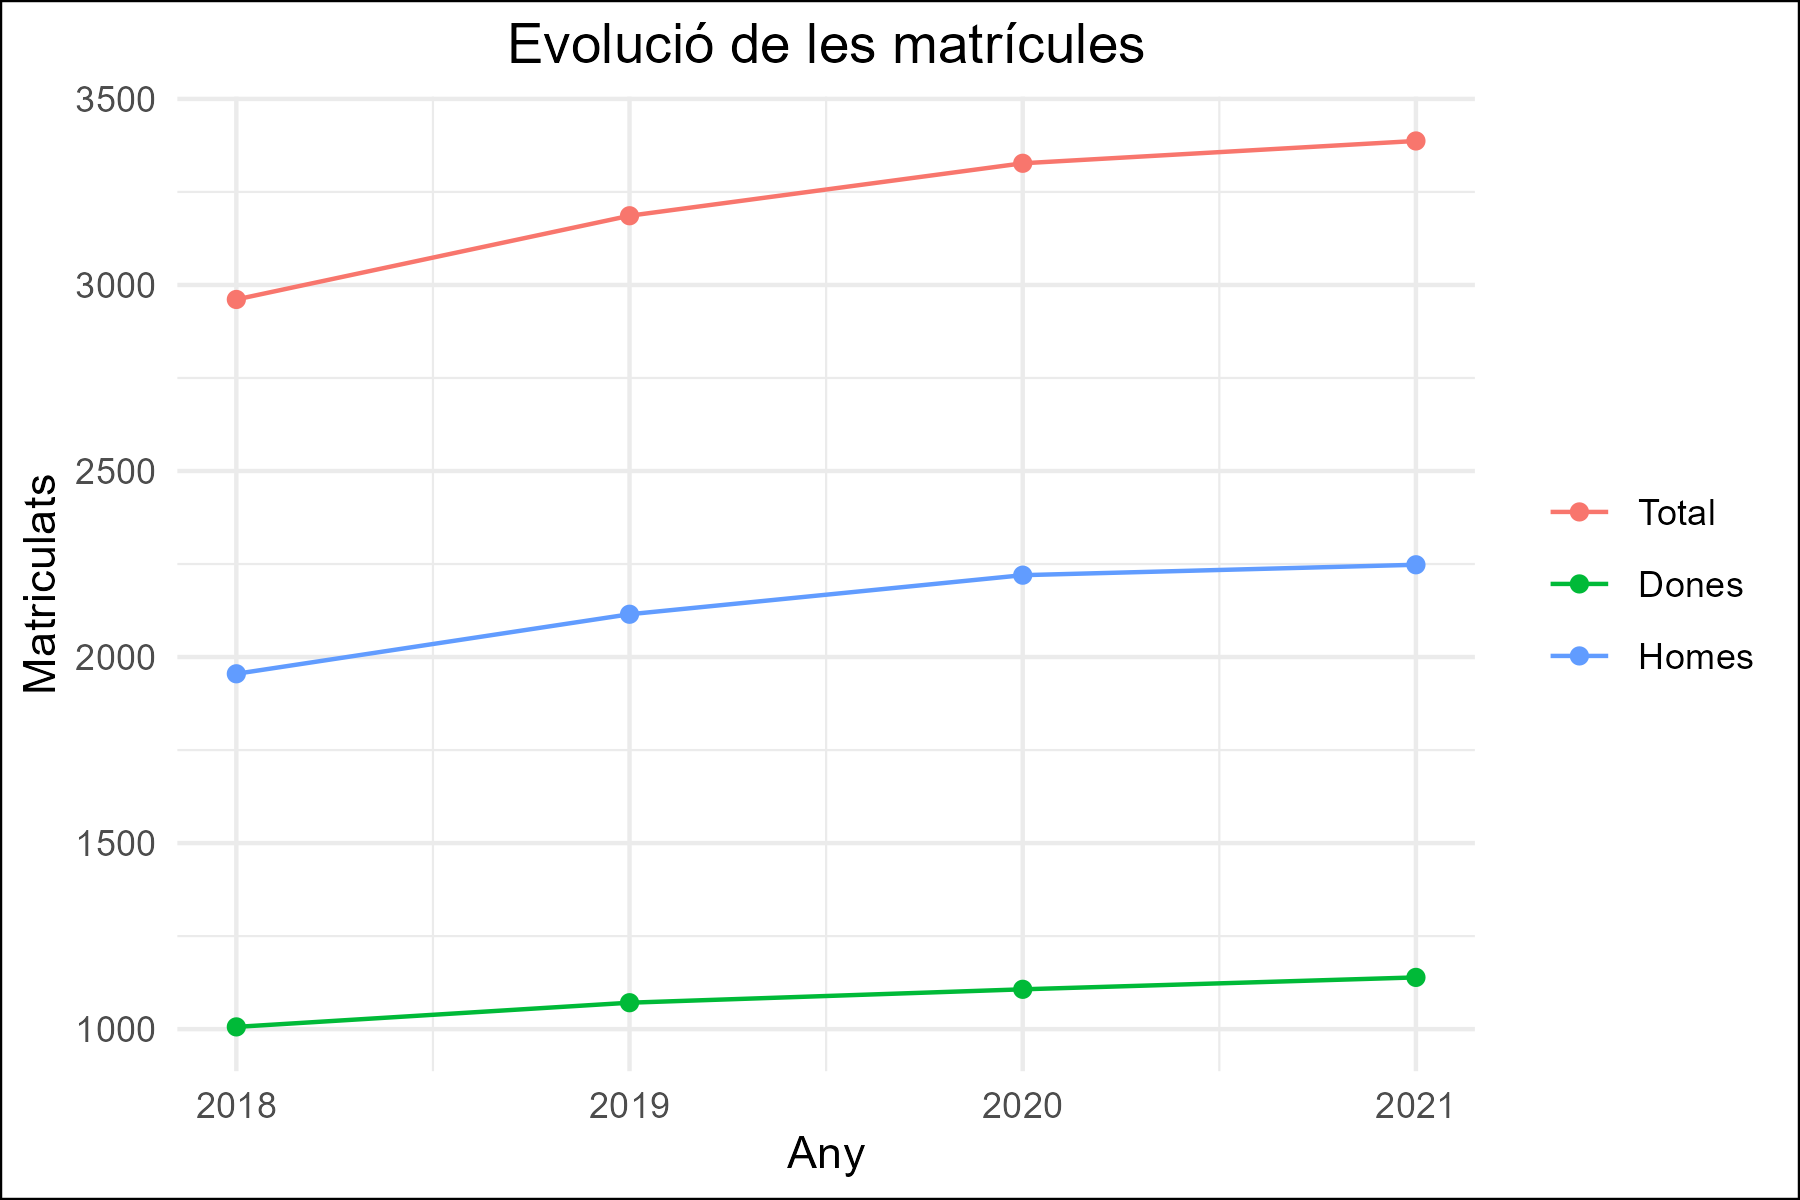 Evolució de les matrícules
3500
3000
2500
2000
1500
1000
Matriculats
2018 2019 2020 2021
Any
Total
Dones
Homes